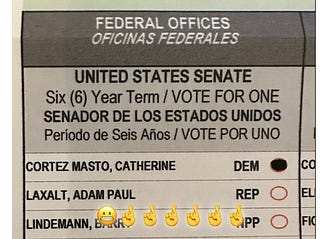 FEDERAL OFFICES
OFICINAS FEDERALES
UNITED STATES SENATE
Six (6) Year Term / VOTE FOR ONE
SENADOR DE LOS ESTADOS UNIDOS
Período de Seis Años / VOTE POR UNO
CORTEZ MASTO, CATHERINE DEM
LAXALT, ADAM PAUL REP
LINDEMANN,